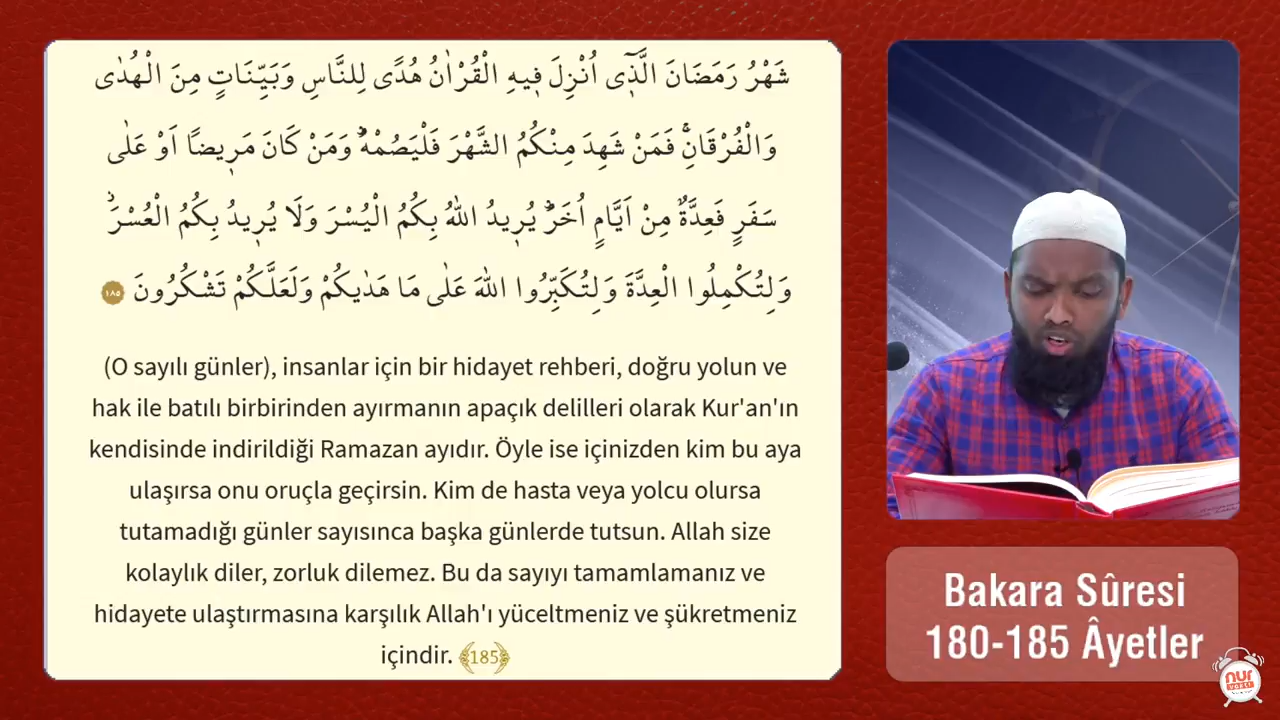 شَهْرُ رَمَضَانَ الَّذ۪ٓى اُنْزِلَ ف۪يهِ الْقُرْاٰنُ هُدًى لِلنَّاسِ وَبَيِّنَاتٍ مِنَ الْهُدٰى
وَالْفُرْقَانِۚ فَمَنْ شَهِدَ مِنْكُمُ الشَّهْرَ فَلْيَصُمْهُۜ وَمَنْ كَانَ مَر۪يضًا اَوْ عَلٰى
سَفَرٍ فَعِدَّةٌ مِنْ اَيَّامٍ اُخَرَۜ يُر۪يدُ اللّٰهُ بِكُمُ الْيُسْرَ وَلَا يُر۪يدُ بِكُمُ الْعُسْرَۘ
وَلِتُكْمِلُوا الْعِدَّةَ وَلِتُكَبِّرُوا اللّٰهَ عَلٰى مَا هَدٰيكُمْ وَلَعَلَّكُمْ تَشْكُرُونَ ١٨٥
(O sayılı günler), insanlar için bir hidayet rehberi, doğru yolun ve
hak ile batılı birbirinden ayırmanın apaçık delilleri olarak Kur'an'ın
kendisinde indirildiği Ramazan ayıdır. Öyle ise içinizden kim bu aya
ulaşırsa onu oruçla geçirsin. Kim de hasta veya yolcu olursa
tutamadığı günler sayısınca başka günlerde tutsun. Allah size
kolaylık diler, zorluk dilemez. Bu da sayıyı tamamlamanız ve
hidayete ulaştırmasına karşılık Allah'ı yüceltmeniz ve şükretmeniz
içindir. ﴾185﴿
Bakara Sûresi
180-185 Âyetler
nur
vakti